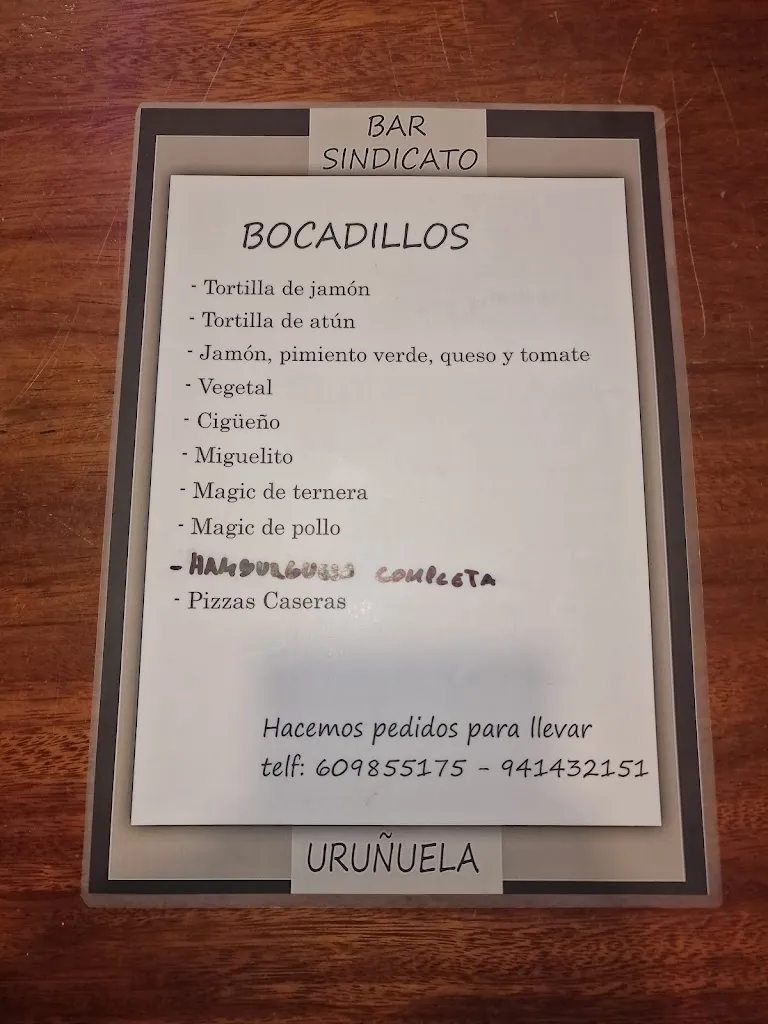 BAR
SINDICATO
BOCADILLOS
- Tortilla de jamón
- Tortilla de atún
- Jamón, pimiento verde, queso y tomate
- Vegetal
- Cigüeño
- Miguelito
- Magic de ternera
- Magic de pollo
- HAMBURGUESA COMPLETA
- Pizzas Caseras
Hacemos pedidos para llevar
telf: 609855175 - 941432151
URUÑUELA